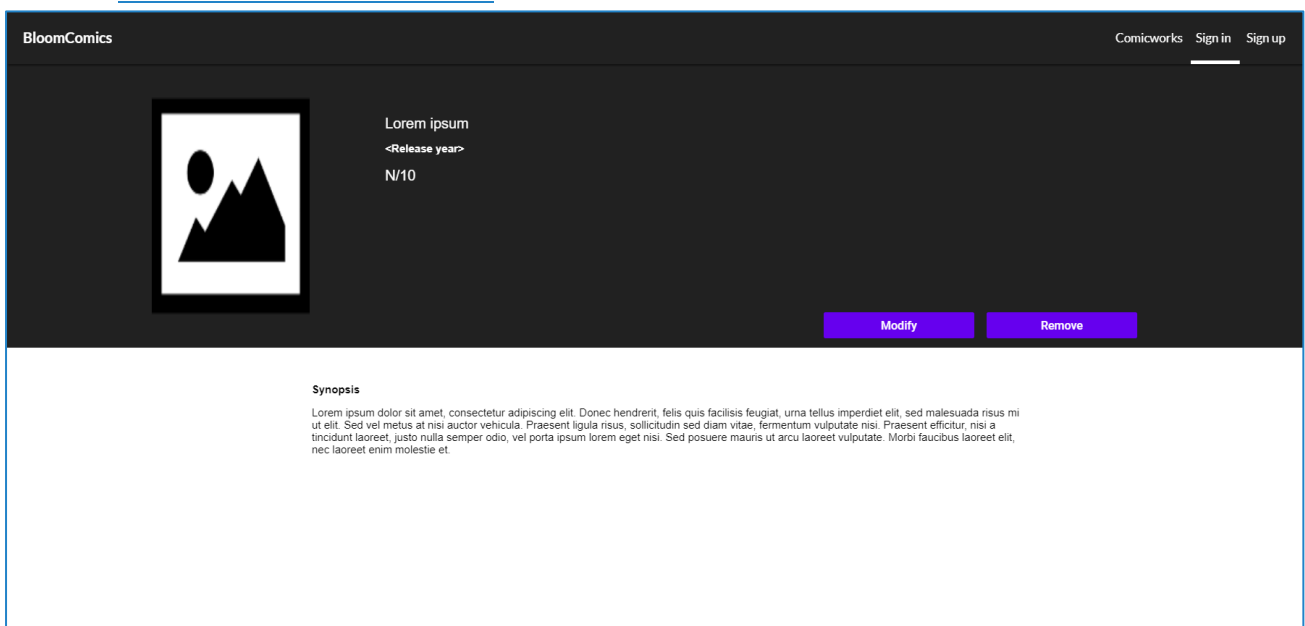 BloomComics
Comicworks Sign in Sign up
Lorem ipsum
<Release year>
N/10
Modify Remove
Synopsis
Lorem ipsum dolor sit amet, consectetur adipiscing elit. Donec hendrerit, felis quis facilisis feugiat, urna tellus imperdiet elit, sed malesuada risus mi
ut elit. Sed vel metus at nisi auctor vehicula. Praesent ligula risus, sollicitudin sed diam vitae, fermentum vulputate nisi. Praesent efficitur, nisi a
tincidunt laoreet, justo nulla semper odio, vel porta ipsum lorem eget nisi. Sed posuere mauris ut arcu laoreet vulputate. Morbi faucibus laoreet elit,
nec laoreet enim molestie et.